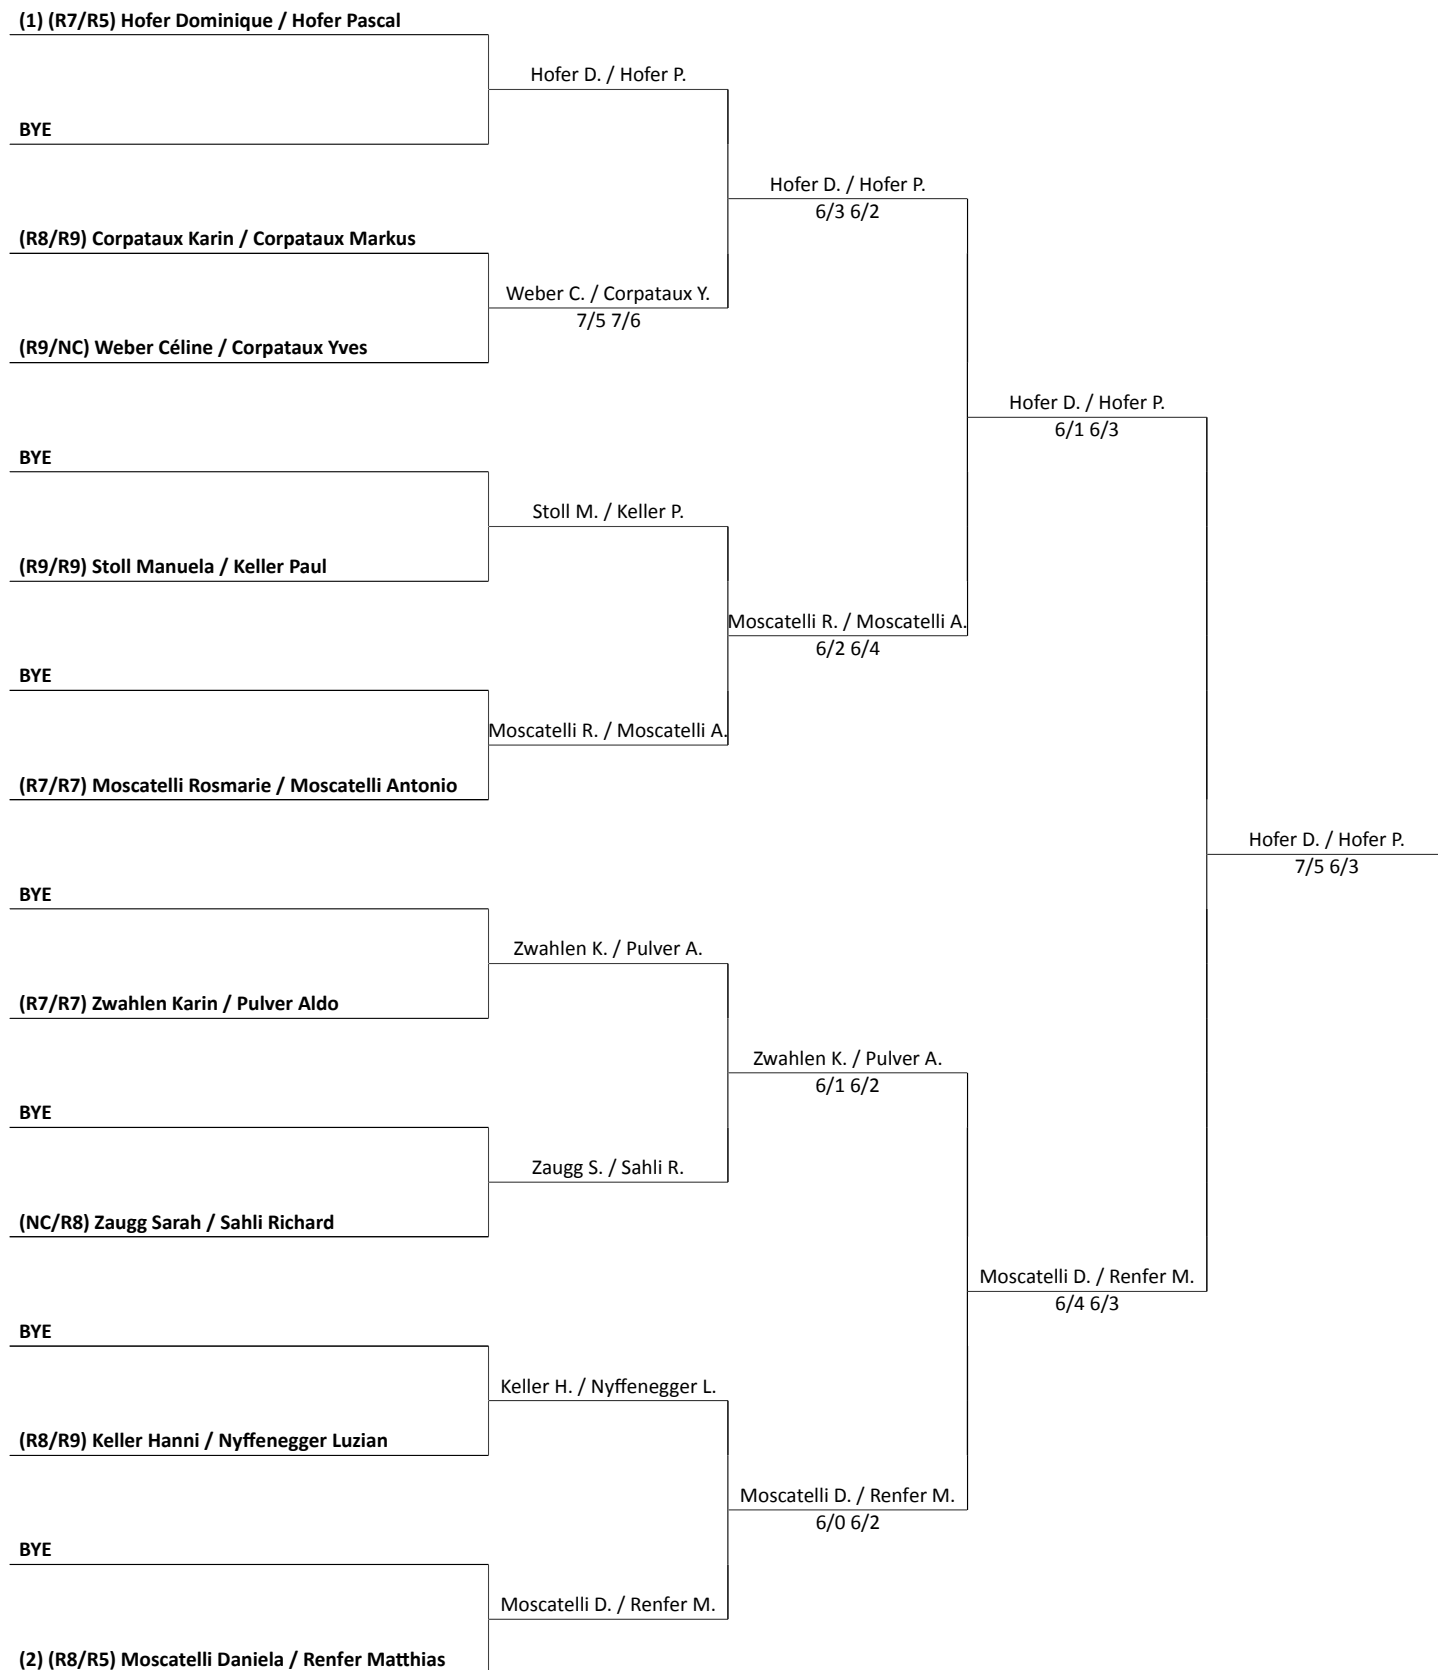 (1) (R7/R5) Hofer Dominique / Hofer Pascal
Hofer D. / Hofer P.
BYE
Hofer D. / Hofer P.
6/3 6/2
(R8/R9) Corpataux Karin / Corpataux Markus
Weber C. / Corpataux Y.
7/5 7/6
(R9/NC) Weber Céline / Corpataux Yves
Hofer D. / Hofer P.
6/1 6/3
BYE
Stoll M. / Keller P.
(R9/R9) Stoll Manuela / Keller Paul
Moscatelli R. / Moscatelli A.
6/2 6/4
BYE
Moscatelli R. / Moscatelli A.
(R7/R7) Moscatelli Rosmarie / Moscatelli Antonio
Hofer D. / Hofer P.
7/5 6/3
BYE
Zwahlen K. / Pulver A.
(R7/R7) Zwahlen Karin / Pulver Aldo
Zwahlen K. / Pulver A.
6/1 6/2
BYE
Zaugg S. / Sahli R.
(NC/R8) Zaugg Sarah / Sahli Richard
Moscatelli D. / Renfer M.
6/4 6/3
BYE
Keller H. / Nyffenegger L.
(R8/R9) Keller Hanni / Nyffenegger Luzian
Moscatelli D. / Renfer M.
6/0 6/2
BYE
Moscatelli D. / Renfer M.
(2) (R8/R5) Moscatelli Daniela / Renfer Matthias